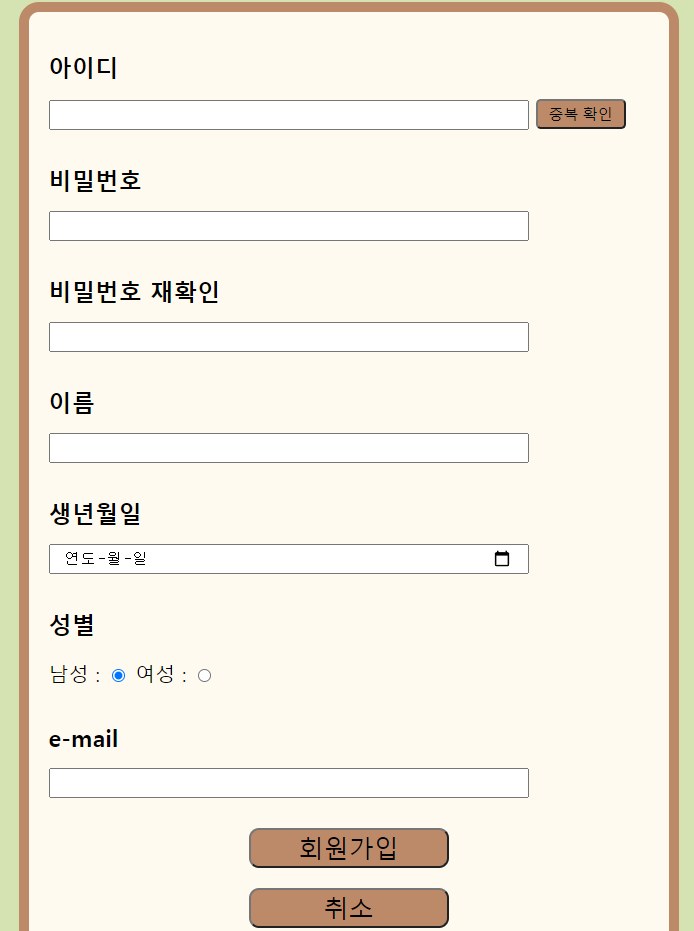 아이디
중복 확인
비밀번호
비밀번호 재확인
이름
생년월일
연도-월-일
성별
남성 : 여성 :
e-mail
회원가입
취소